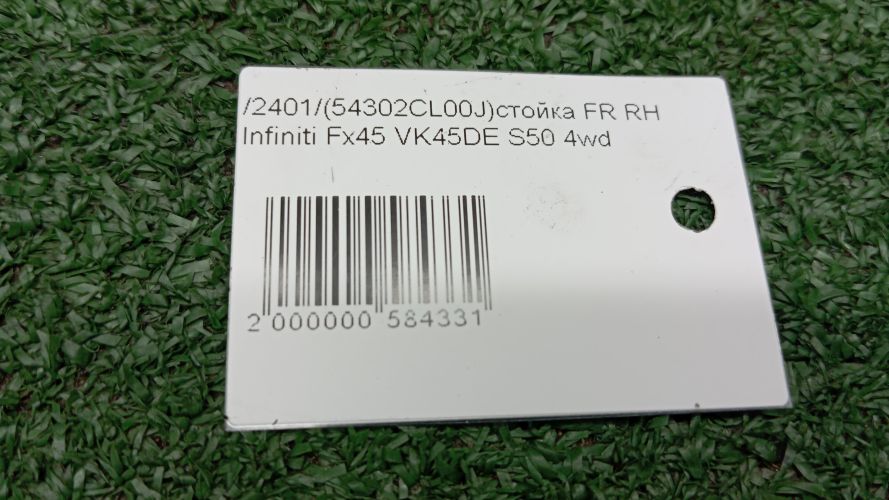 /2401/(54302CL00J)стойка FR RH
Infiniti Fx45 VK45DE S50 4wd
2 000000 584331